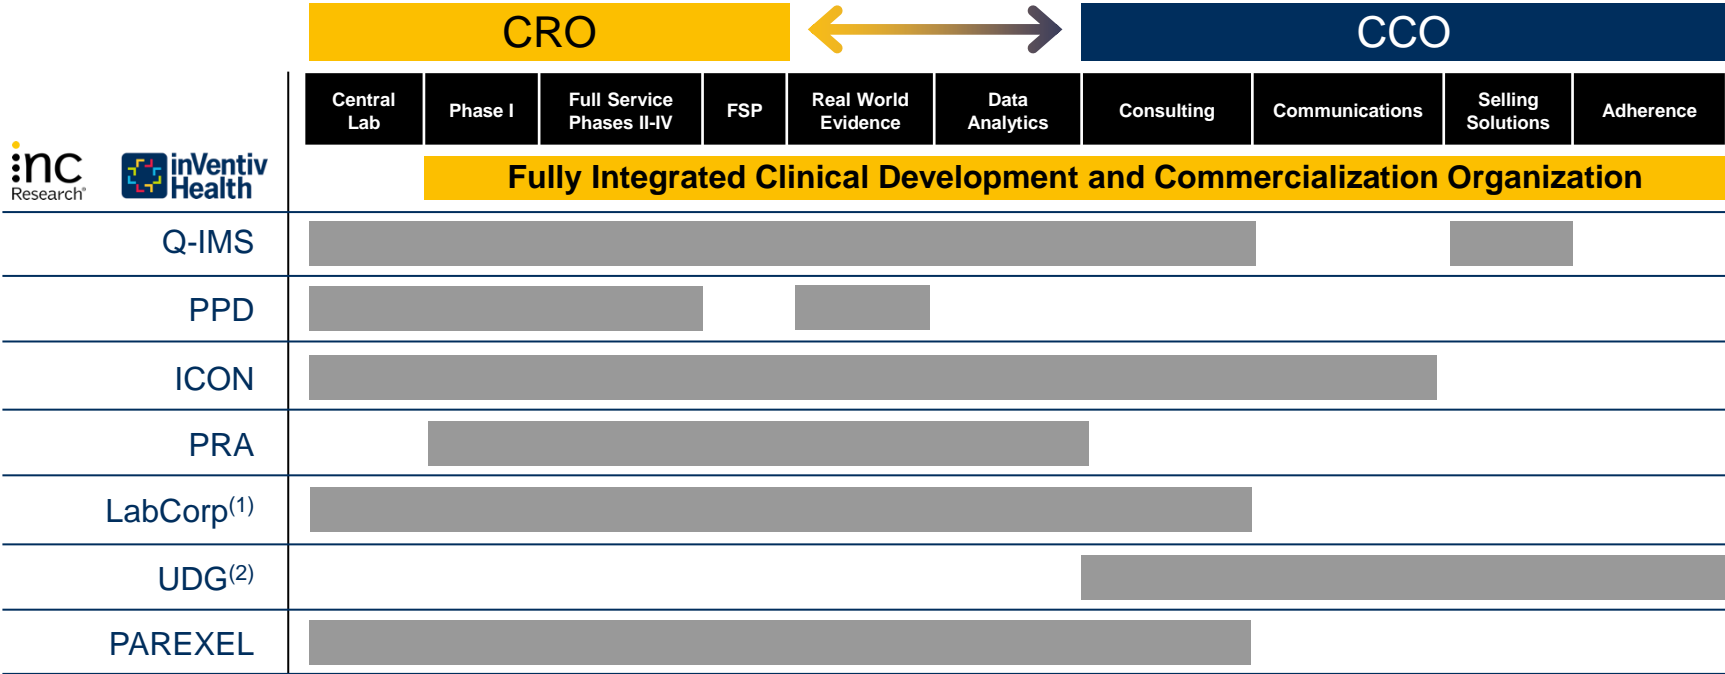 CRO
CCO
Central Lab
Phase I
Full Service Phases II-IV
FSP
Real World Evidence
Data Analytics
Consulting
Communications
Selling Solutions
Adherence
inc Research®
inVentiv Health
Fully Integrated Clinical Development and Commercialization Organization
Q-IMS
PPD
ICON
PRA
LabCorp(1)
UDG(2)
PAREXEL